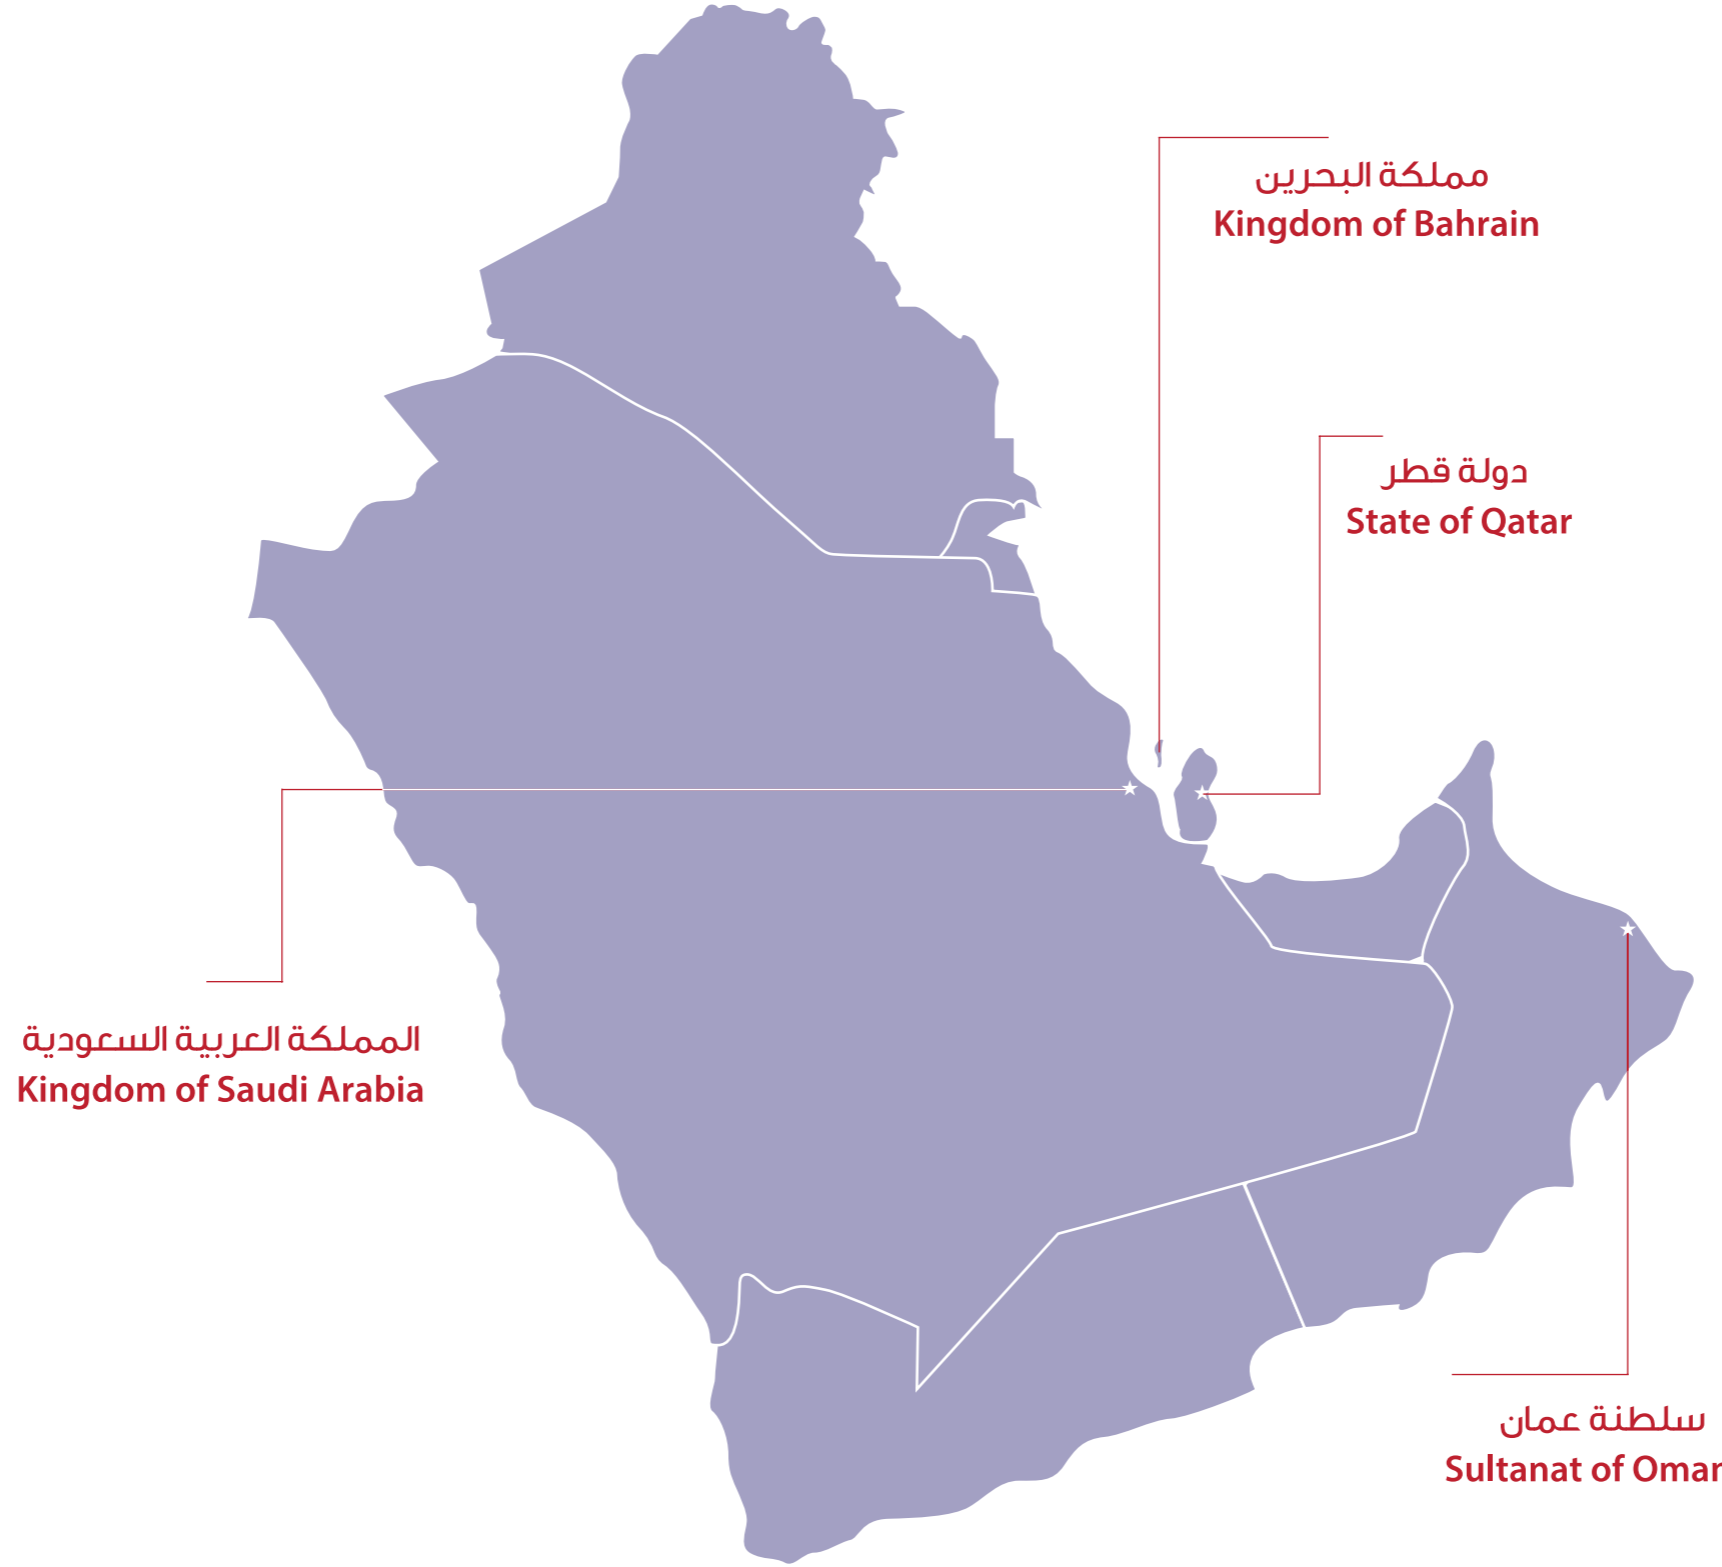 مملكة البحرين
Kingdom of Bahrain
دولة قطر
State of Qatar
المملكة العربية السعودية
Kingdom of Saudi Arabia
سلطنة عمان
Sultanat of Oman